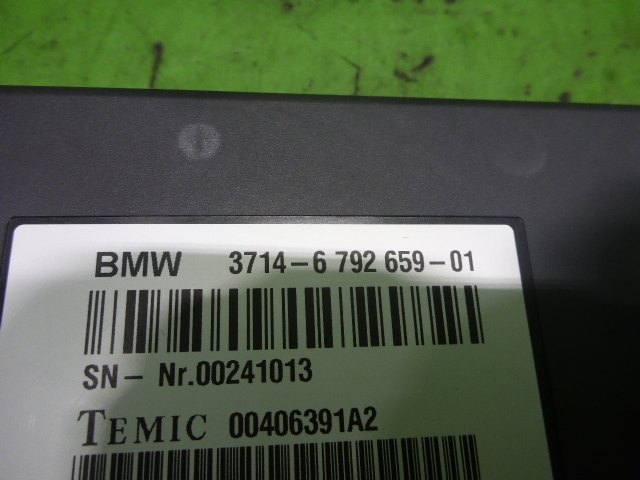 BMW 3714-6 792 659-01
SN- Nr.00241013
TEMIC 00406391A2